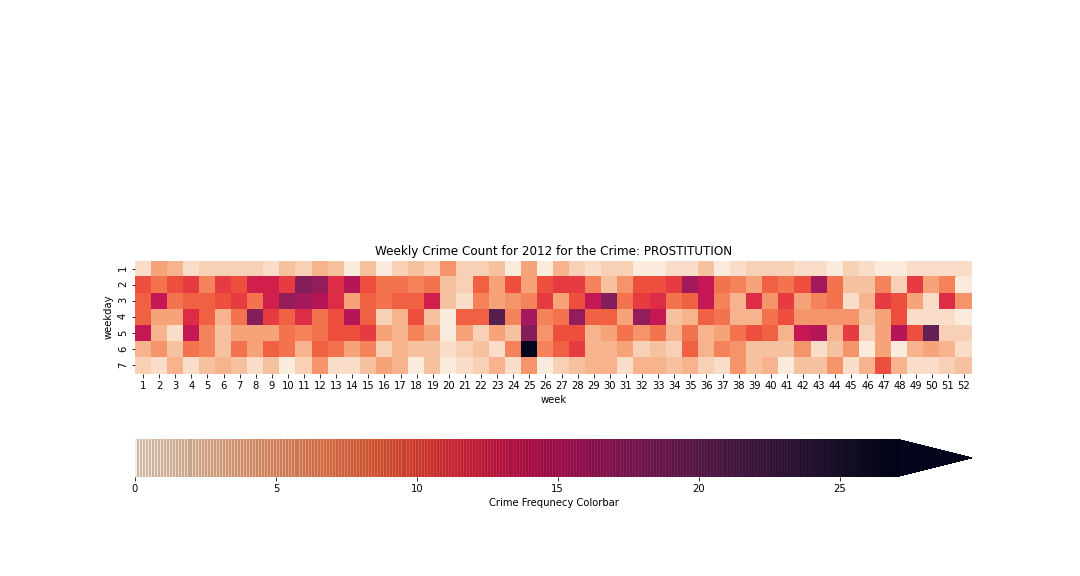 Weekly Crime Count for 2012 for the Crime: PROSTITUTION
weekday
1
2
3
4
5
6
7
1 2 3 4 5 6 7 8 9 10 11 12 13 14 15 16 17 18 19 20 21 22 23 24 25 26 27 28 29 30 31 32 33 34 35 36 37 38 39 40 41 42 43 44 45 46 47 48 49 50 51 52
week
0 5 10 15 20 25
Crime Frequnecy Colorbar